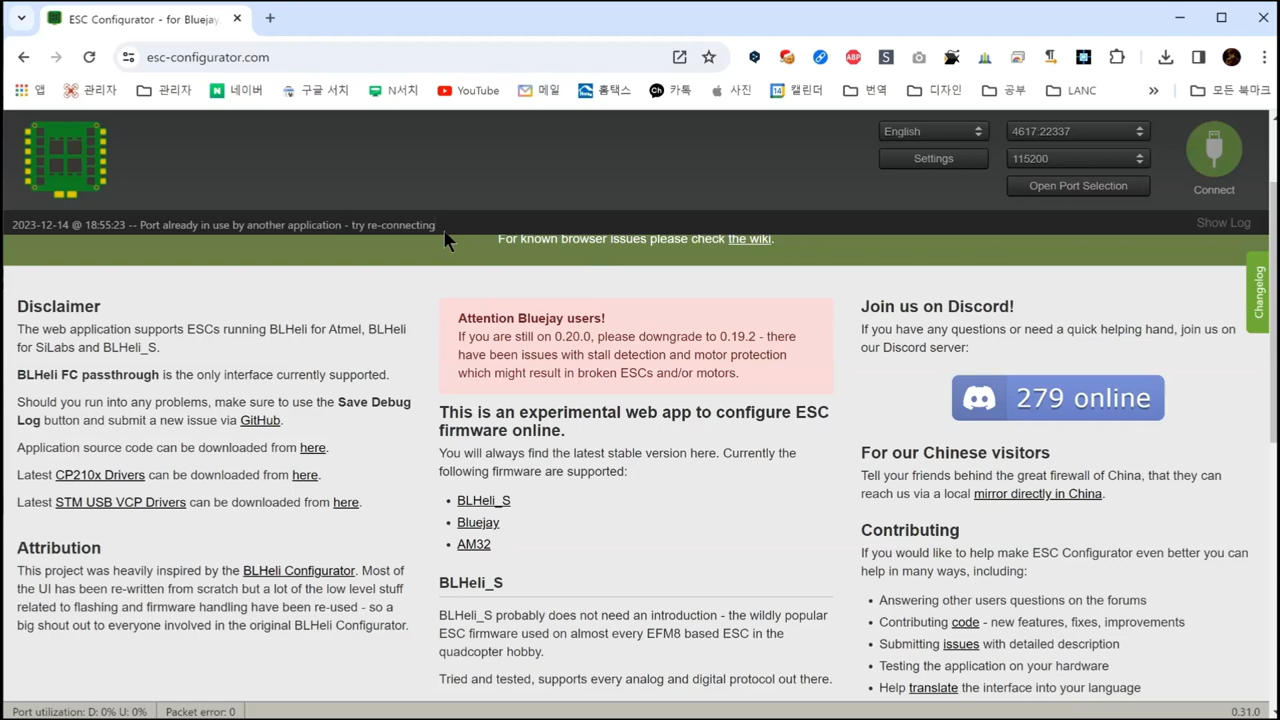 ESC Configurator - for Bluejay,
esc-configurator.com
앱
관리자
관리자
네이버
구글 서치
N서치
YouTube
메일
홈택스
카톡
사진
캘린더
번역
디자인
공부
LANC
모든 북마크
English
4617:22337
Settings
115200
Open Port Selection
Connect
2023-12-14 @ 18:55:23 -- Port already in use by another application - try re-connecting
Show Log
For known browser issues please check the wiki.
Changelog
Disclaimer
The web application supports ESCs running BLHeli for Atmel, BLHeli
for SiLabs and BLHeli_S.
BLHeli FC passthrough is the only interface currently supported.
Should you run into any problems, make sure to use the Save Debug
Log button and submit a new issue via GitHub.
Application source code can be downloaded from here.
Latest CP210x Drivers can be downloaded from here.
Latest STM USB VCP Drivers can be downloaded from here.
Attribution
This project was heavily inspired by the BLHeli Configurator. Most of
the UI has been re-written from scratch but a lot of the low level stuff
related to flashing and firmware handling have been re-used - so a
big shout out to everyone involved in the original BLHeli Configurator.
Attention Bluejay users!
If you are still on 0.20.0, please downgrade to 0.19.2 - there
have been issues with stall detection and motor protection
which might result in broken ESCs and/or motors.
This is an experimental web app to configure ESC
firmware online.
You will always find the latest stable version here. Currently the
following firmware are supported:
• BLHeli_S
• Bluejay
• AM32
BLHeli_S
BLHeli_S probably does not need an introduction - the wildly popular
ESC firmware used on almost every EFM8 based ESC in the
quadcopter hobby.
Tried and tested, supports every analog and digital protocol out there.
Join us on Discord!
If you have any questions or need a quick helping hand, join us on
our Discord server:
279 online
For our Chinese visitors
Tell your friends behind the great firewall of China, that they can
reach us via a local mirror directly in China.
Contributing
If you would like to help make ESC Configurator even better you can
help in many ways, including:
• Answering other users questions on the forums
• Contributing code - new features, fixes, improvements
• Submitting issues with detailed description
• Testing the application on your hardware
• Help translate the interface into your language
Port utilization: D: 0% U: 0%
Packet error: 0
0.31.0